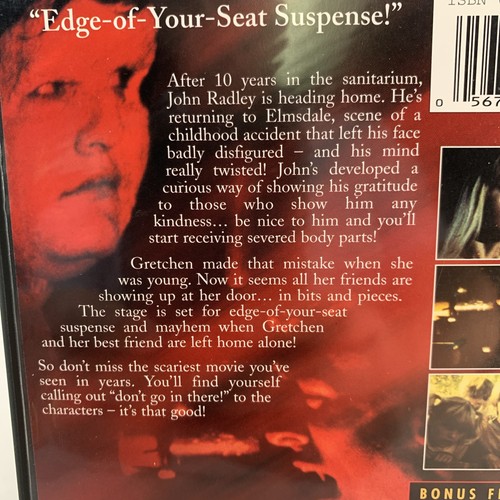 "Edge-of-Your-Seat Suspense!"
ISBN
After 10 years in the sanitarium,
John Radley is heading home. He's
returning to Elmsdale, scene of a
childhood accident that left his face
badly disfigured – and his mind
really twisted! John's developed a
curious way of showing his gratitude
to those who show him any
kindness... be nice to him and you'll
start receiving severed body parts!
0 567
Gretchen made that mistake when she
was young. Now it seems all her friends are
showing up at her door... in bits and pieces.
The stage is set for edge-of-your-seat
suspense and mayhem when Gretchen
and her best friend are left home alone!
So don't miss the scariest movie you've
seen in years. You'll find yourself
calling out "don't go in there!" to the
characters – it's that good!
BONUS F